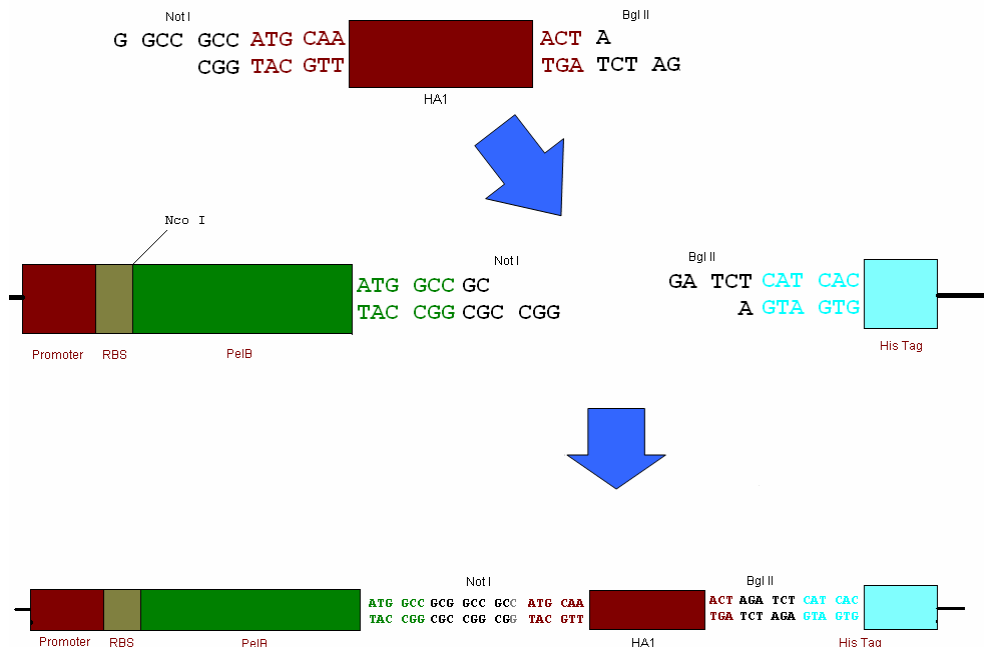 Not I
Bgl II
G GCC GCC ATG CAA ACT A
CGG TAC GTT TGA TCT AG
HA1
Nco I
Not I
Bgl II
ATG GCC GC GA TCT CAT CAC
TAC CGG CGC CGG A GTA GTG
Promoter RBS PelB His Tag
Not I
Bgl II
ATG GCC GCG GCC GCC ATG CAA ACT AGA TCT CAT CAC
TAC CGG CGC CGG CGG TAC GTT TGA TCT AGA GTA GTG
Promoter RBS PelB HA1 His Tag